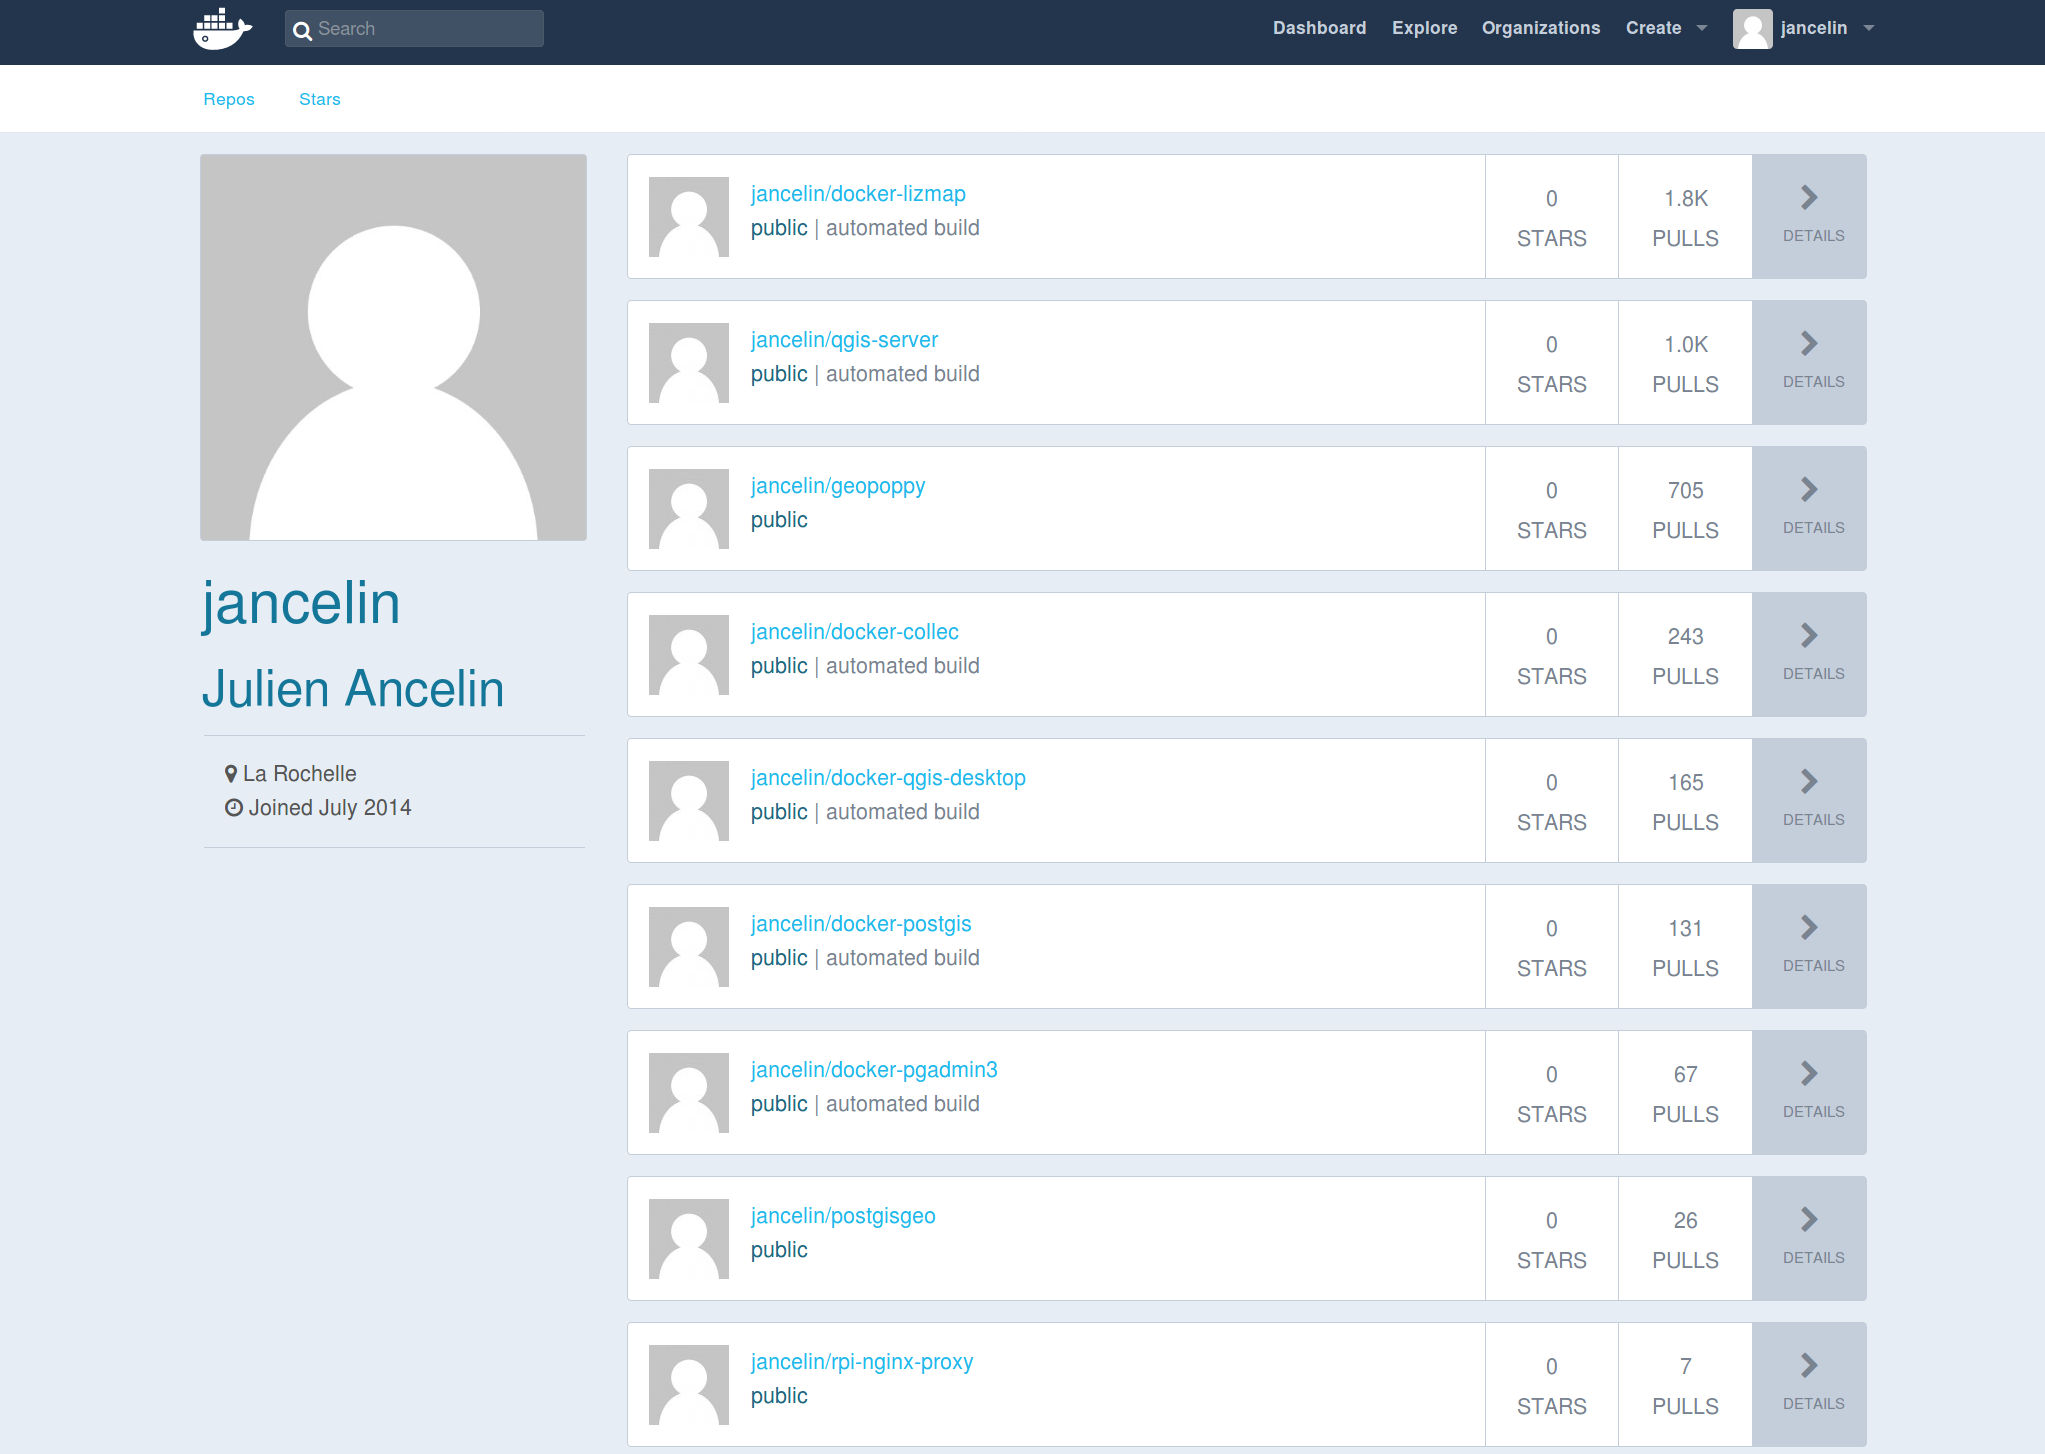 Search
Dashboard Explore Organizations Create jancelin
Repos Stars
jancelin
Julien Ancelin
La Rochelle
Joined July 2014
jancelin/docker-lizmap
public | automated build
0
STARS
1.8K
PULLS
DETAILS
jancelin/qgis-server
public | automated build
0
STARS
1.0K
PULLS
DETAILS
jancelin/geopoppy
public
0
STARS
705
PULLS
DETAILS
jancelin/docker-collec
public | automated build
0
STARS
243
PULLS
DETAILS
jancelin/docker-qgis-desktop
public | automated build
0
STARS
165
PULLS
DETAILS
jancelin/docker-postgis
public | automated build
0
STARS
131
PULLS
DETAILS
jancelin/docker-pgadmin3
public | automated build
0
STARS
67
PULLS
DETAILS
jancelin/postgisgeo
public
0
STARS
26
PULLS
DETAILS
jancelin/rpi-nginx-proxy
public
0
STARS
7
PULLS
DETAILS